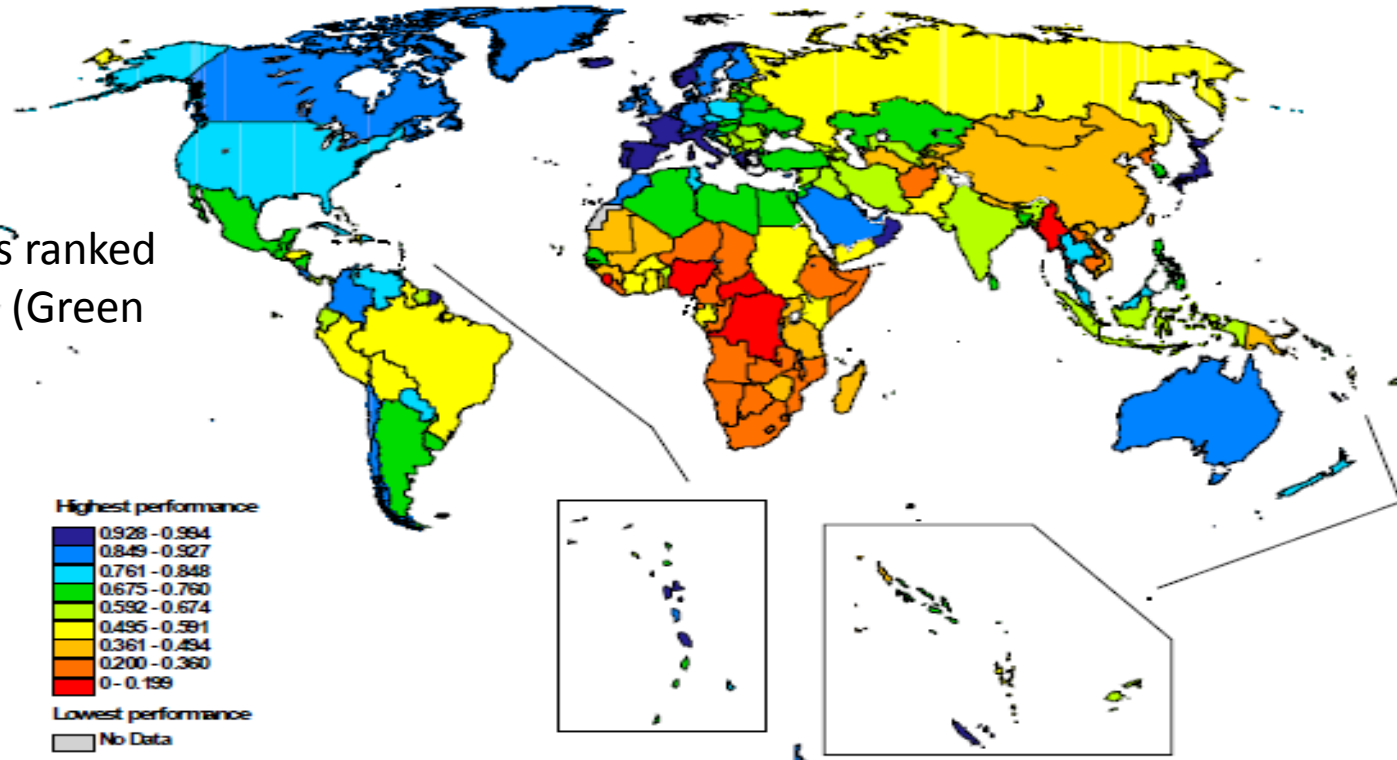 s ranked
(Green
Highest performance
0.928 - 0.994
0.849 - 0.927
0.761 - 0.848
0.675 - 0.760
0.592 - 0.674
0.495 - 0.591
0.361 - 0.494
0.200 - 0.360
0 - 0.199
Lowest performance
No Data